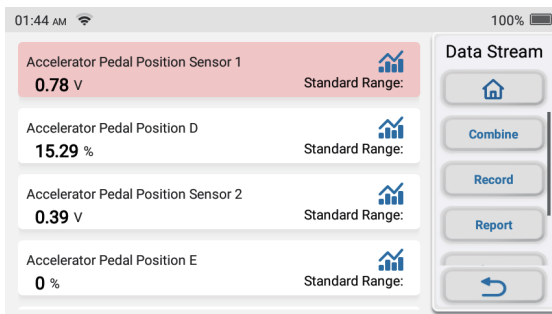 01:44 AM
100%
Accelerator Pedal Position Sensor 1
0.78 V
Standard Range:
Accelerator Pedal Position D
15.29 %
Standard Range:
Accelerator Pedal Position Sensor 2
0.39 V
Standard Range:
Accelerator Pedal Position E
0 %
Standard Range:
Data Stream
Combine
Record
Report